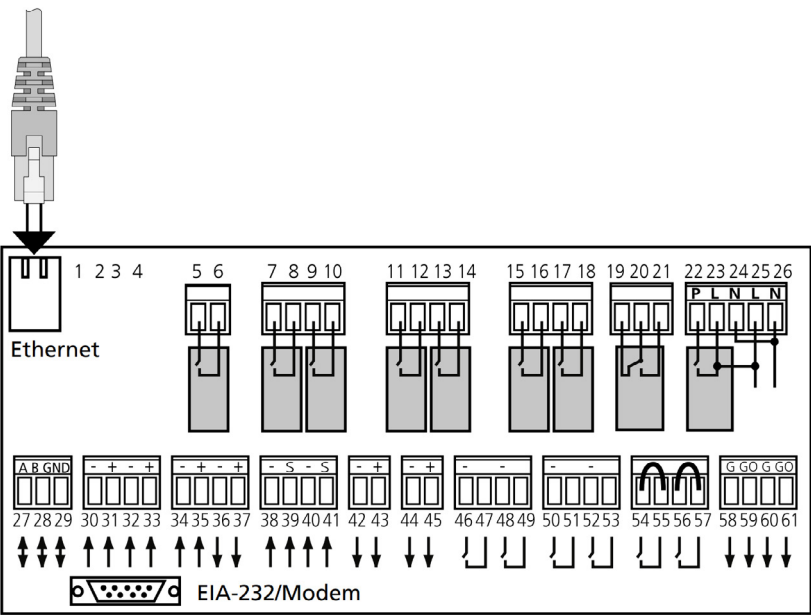 1 2 3 4 5 6 7 8 9 10 11 12 13 14 15 16 17 18 19 20 21 22 23 24 25 26
P L N L N
Ethernet
A B GND - + - + - + - + - S - S - + - + - - - - G GO G GO
27 28 29 30 31 32 33 34 35 36 37 38 39 40 41 42 43 44 45 46 47 48 49 50 51 52 53 54 55 56 57 58 59 60 61
EIA-232/Modem